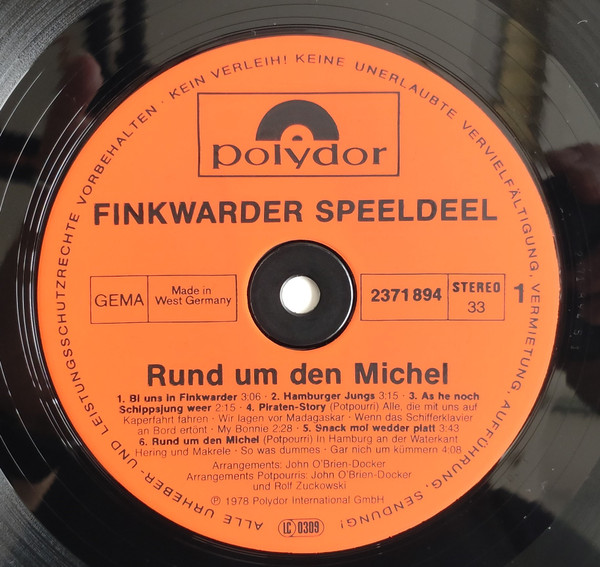 ALLE URHEBER- UND LEISTUNGSSCHUTZRECHTE VORBEHALTEN · KEIN VERLEIH! KEINE UNERLAUBTE VERVIELFÄLTIGUNG, VERMIETUNG, AUFFÜHRUNG, SENDUNG!
polydor
FINKWARDER SPEELDEEL
GEMA
Made in
West Germany
2371 894
STEREO
33
1
Rund um den Michel
1. Bi uns in Finkwarder 3:06 · 2. Hamburger Jungs 3:15 · 3. As he noch
Schippsjung weer 2:15 · 4. Piraten-Story (Potpourri) Alle, die mit uns auf
Kaperfahrt fahren · Wir lagen vor Madagaskar · Wenn das Schifferklavier
an Bord ertönt · My Bonnie 2:28 · 5. Snack mol wedder platt 3:43
6. Rund um den Michel (Potpourri) In Hamburg an der Waterkant
Hering und Makrele · So was dummes · Gar nich um kümmern 4:08
Arrangements: John O'Brien-Docker
Arrangements Potpourris: John O'Brien-Docker
und Rolf Zuckowski
℗ 1978 Polydor International GmbH
LC 0309